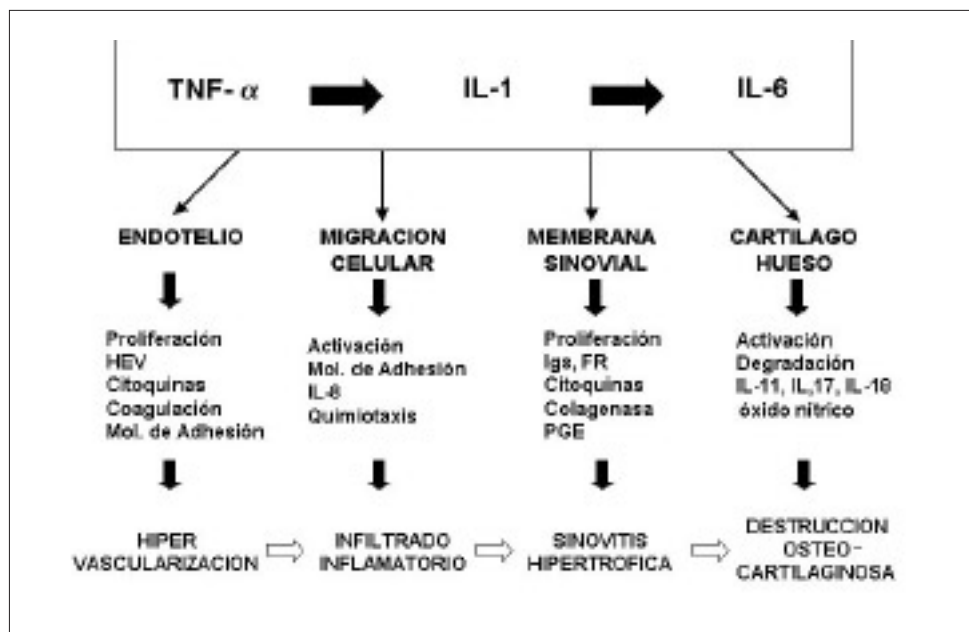 TNF- α
IL-1
IL-6
ENDOTELIO
MIGRACION
CELULAR
MEMBRANA
SINOVIAL
CARTILAGO
HUESO
Proliferación
HEV
Citoquinas
Coagulación
Mol. de Adhesión
Activación
Mol. de Adhesión
IL-8
Quimiotaxis
Proliferación
Igs, FR
Citoquinas
Colagenasa
PGE
Activación
Degradación
IL-11, IL,17, IL-18
óxido nítrico
HIPER
VASCULARIZACION
INFILTRADO
INFLAMATORIO
SINOVITIS
HIPERTROFICA
DESTRUCCION
OSTEO-
CARTILAGINOSA